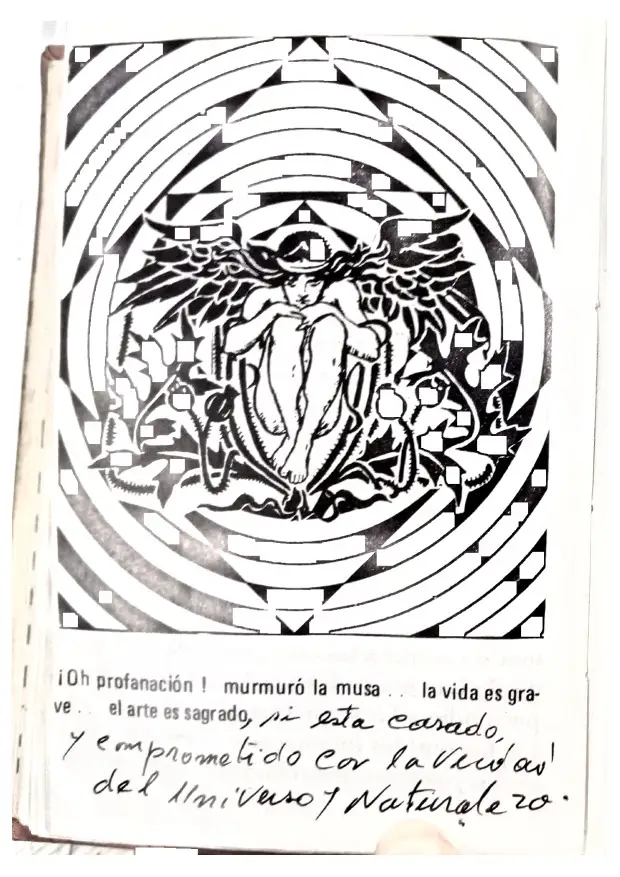 ¡Oh profanación ! murmuró la musa . . la vida es gra-
ve . . el arte es sagrado, si esta casado,
y comprometido con la Verdad
del Universo y Naturaleza.